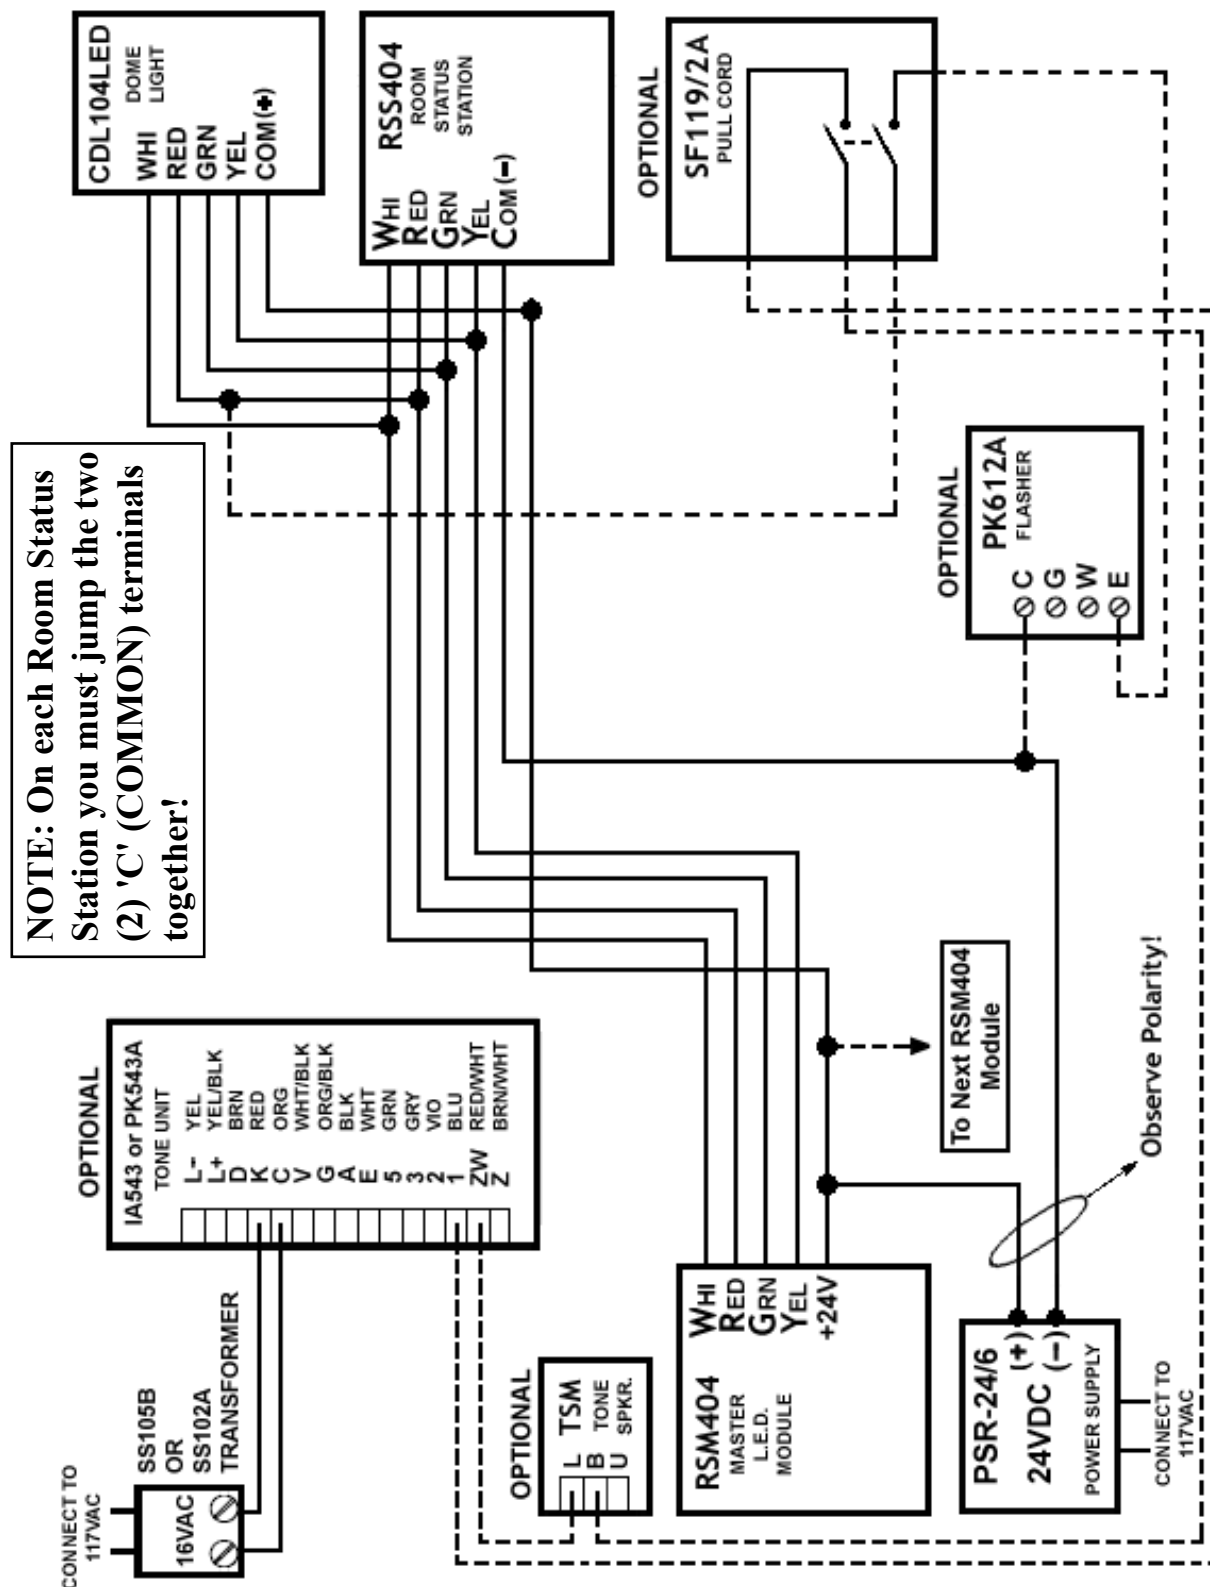 NOTE: On each Room Status
Station you must jump the two
(2) 'C' (COMMON) terminals
together!
CONNECT TO
117VAC
16VAC
SS105B
OR
SS102A
TRANSFORMER
OPTIONAL
IA543 or PK543A
TONE UNIT
L- YEL
L+ YEL/BLK
D BRN
K RED
C ORG
V WHT/BLK
G ORG/BLK
A BLK
E WHT
5 GRN
3 GRY
2 VIO
1 BLU
ZW RED/WHT
Z BRN/WHT
CDL104LED
DOME
LIGHT
WHI
RED
GRN
YEL
COM(+)
RSS404
ROOM
STATUS
STATION
WHI
RED
GRN
YEL
COM(-)
OPTIONAL
SF119/2A
PULL CORD
OPTIONAL
TSM
TONE
SPKR.
L
B
U
RSM404
MASTER
L.E.D.
MODULE
WHI
RED
GRN
YEL
+24V
To Next RSM404
Module
OPTIONAL
PK612A
FLASHER
C
G
W
E
PSR-24/6
24VDC
(+)
(-)
POWER SUPPLY
CONNECT TO
117VAC
Observe Polarity!